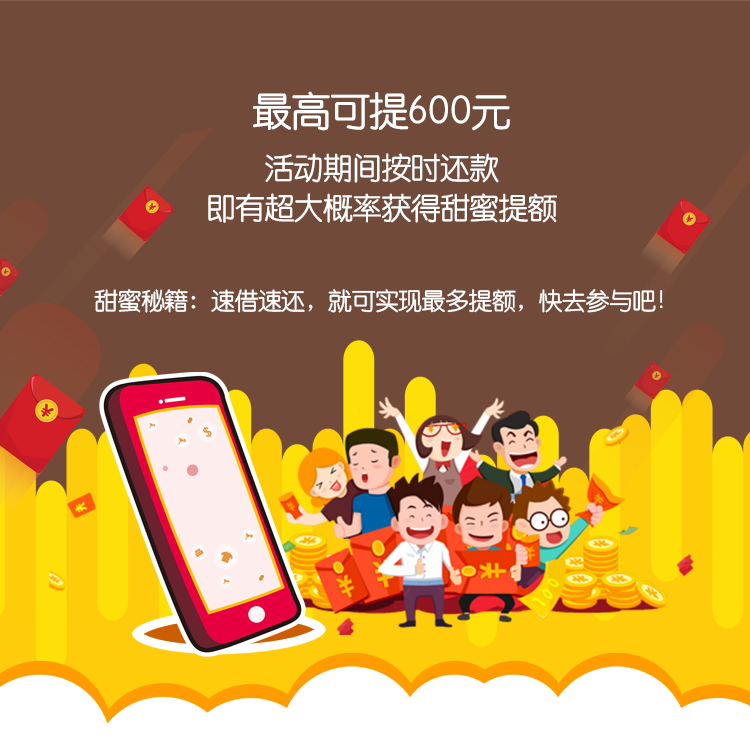 最高可提600元
活动期间按时还款
即有超大概率获得甜蜜提额
甜蜜秘籍：速借速还，就可实现最多提额，快去参与吧！
100